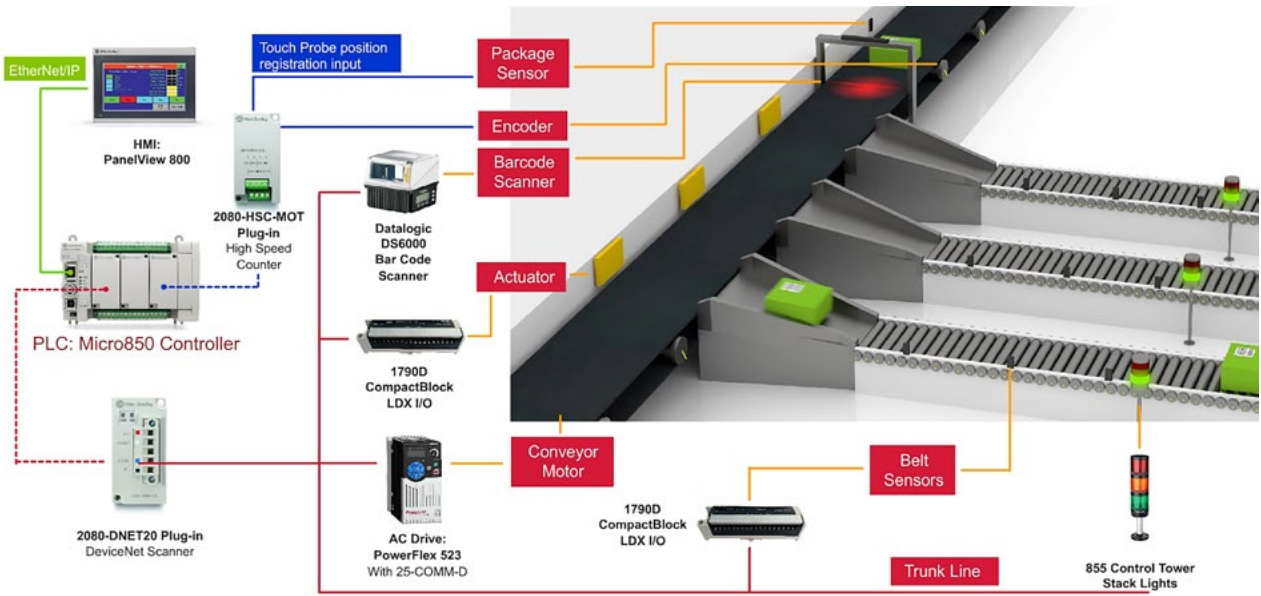 EtherNet/IP
Touch Probe position
registration input
Package
Sensor
HMI:
PanelView 800
Encoder
Barcode
Scanner
2080-HSC-MOT
Plug-in
High Speed
Counter
Datalogic
DS6000
Bar Code
Scanner
Actuator
PLC: Micro850 Controller
1790D
CompactBlock
LDX I/O
Conveyor
Motor
Belt
Sensors
1790D
CompactBlock
LDX I/O
2080-DNET20 Plug-in
DeviceNet Scanner
AC Drive:
PowerFlex 523
With 25-COMM-D
Trunk Line
855 Control Tower
Stack Lights